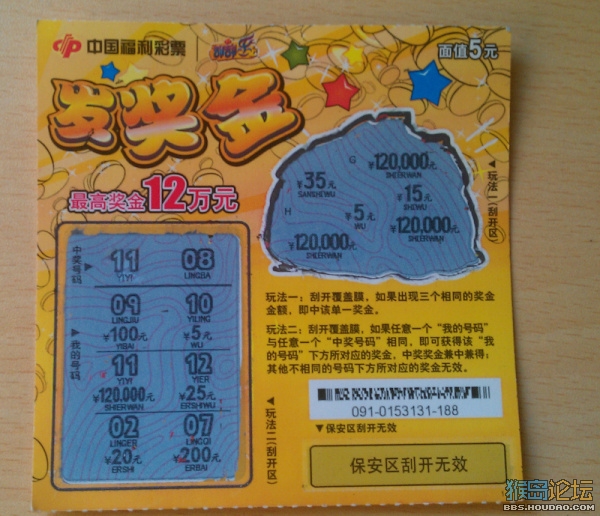 中国福利彩票 刮刮乐
面值5元
发奖金
最高奖金12万元
G ¥120,000元
SHIERWAN
¥35元
SANSHIWU
¥15元
SHIWU
H ¥5元
WU
¥120,000元
SHIERWAN
¥120,000元
SHIERWAN
▲玩法一(刮开区)
中奖号码▶
11 08
YIYI LINGBA
我的号码▶
09 10
LINGJIU YILING
¥100元 ¥5元
YIBAI WU
11 12
YIYI YIER
¥120,000元 ¥25元
SHIERWAN ERSHIWU
02 07
LINGER LINGQI
¥20元 ¥200元
ERSHI ERBAI
▲玩法二(刮开区)
玩法一：刮开覆盖膜，如果出现三个相同的奖金
金额，即中该单一奖金。
玩法二：刮开覆盖膜，如果任意一个“我的号码”
与任意一个“中奖号码”相同，即可获得该“我
的号码”下方所对应的奖金，中奖奖金兼中兼得；
其他不相同的号码下方所对应的奖金无效。
091-0153131-188
▼保安区刮开无效
保安区刮开无效
猴岛论坛
BBS.HOUDAO.COM